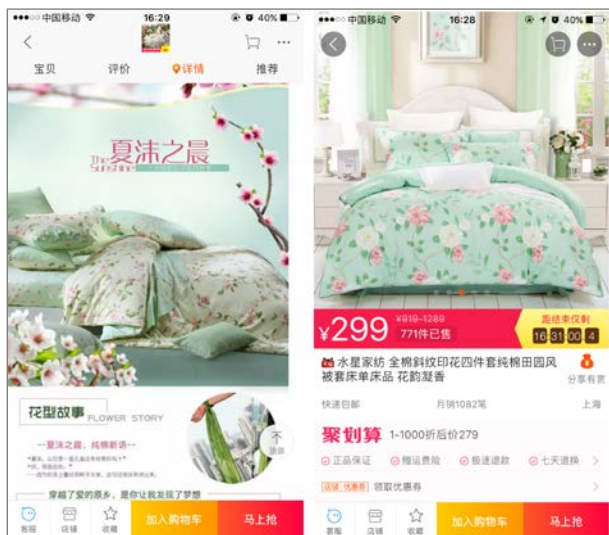 中国移动
16:29
40%
宝贝
评价
详情
推荐
The
Sunshine
夏沫之晨
花型故事
FLOWER STORY
--夏沫之晨,纯棉新语--
顶部
穿越了爱的原乡,是你让我发现了梦想
客服
店铺
收藏
加入购物车
马上抢
中国移动
16:28
40%
¥299
¥919-1289
771件已售
距结束仅剩
16:31:00:4
水星家纺 全棉斜纹印花四件套纯棉田园风
被套床单床品 花韵凝香
分享有赏
快递包邮
月销1082笔
上海
聚划算
1-1000折后价279
正品保证
赠运费险
极速退款
七天退换
店铺优惠券
领取优惠券
客服
店铺
收藏
加入购物车
马上抢